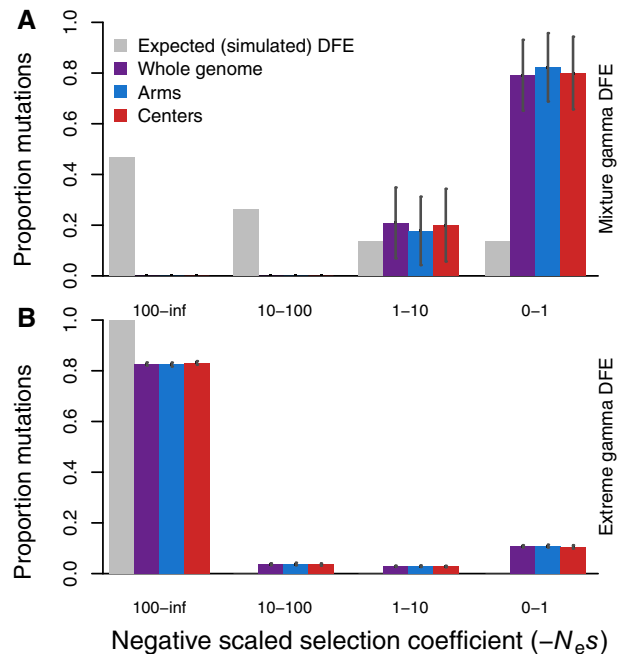 A
Expected (simulated) DFE
Whole genome
Arms
Centers
Proportion mutations
1.0
0.8
0.6
0.4
0.2
0.0
100–inf
10–100
1–10
0–1
Mixture gamma DFE
B
Proportion mutations
1.0
0.8
0.6
0.4
0.2
0.0
100–inf
10–100
1–10
0–1
Extreme gamma DFE
Negative scaled selection coefficient (−Nes)